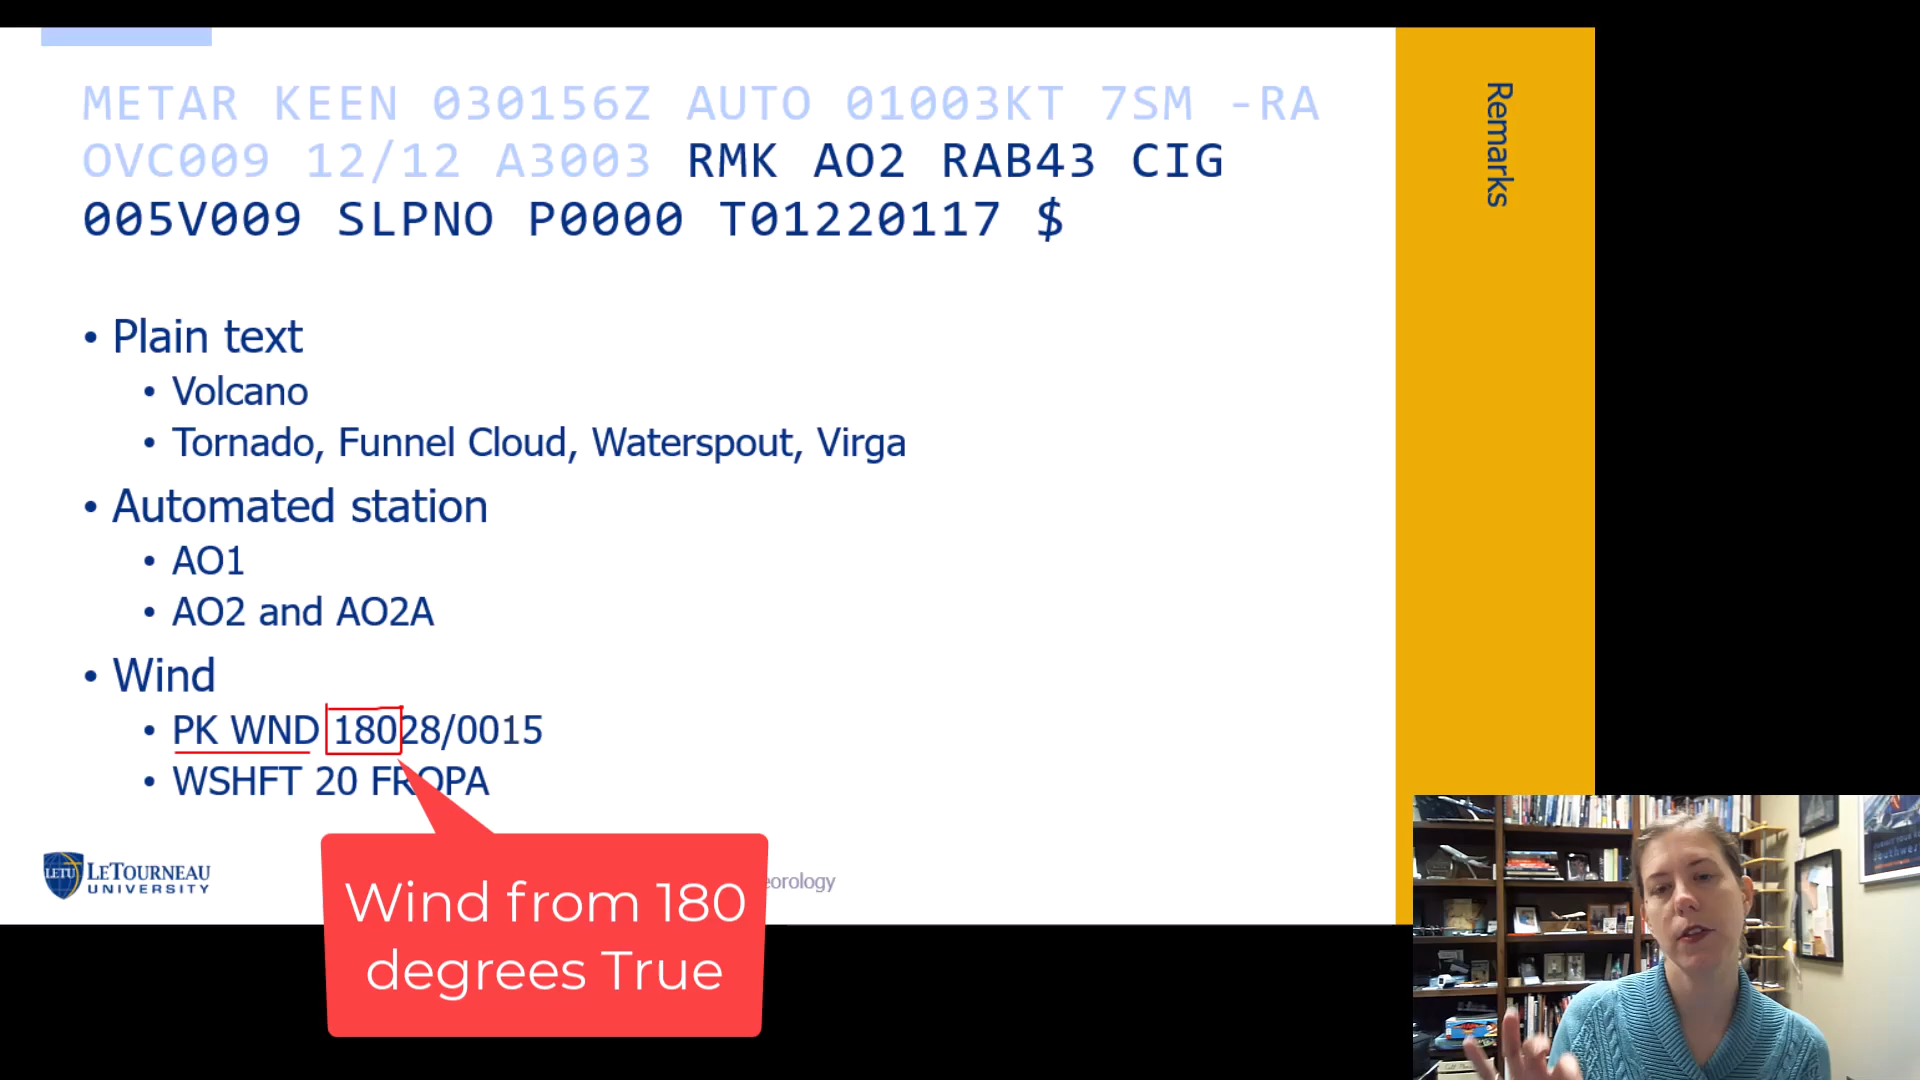 METAR KEEN 030156Z AUTO 01003KT 7SM -RA
OVC009 12/12 A3003 RMK AO2 RAB43 CIG
005V009 SLPNO P0000 T01220117 $
Remarks
• Plain text
• Volcano
• Tornado, Funnel Cloud, Waterspout, Virga
• Automated station
• AO1
• AO2 and AO2A
• Wind
• PK WND 18028/0015
• WSHFT 20 FROPA
Wind from 180
degrees True
LETU
LETOURNEAU
UNIVERSITY
eorology